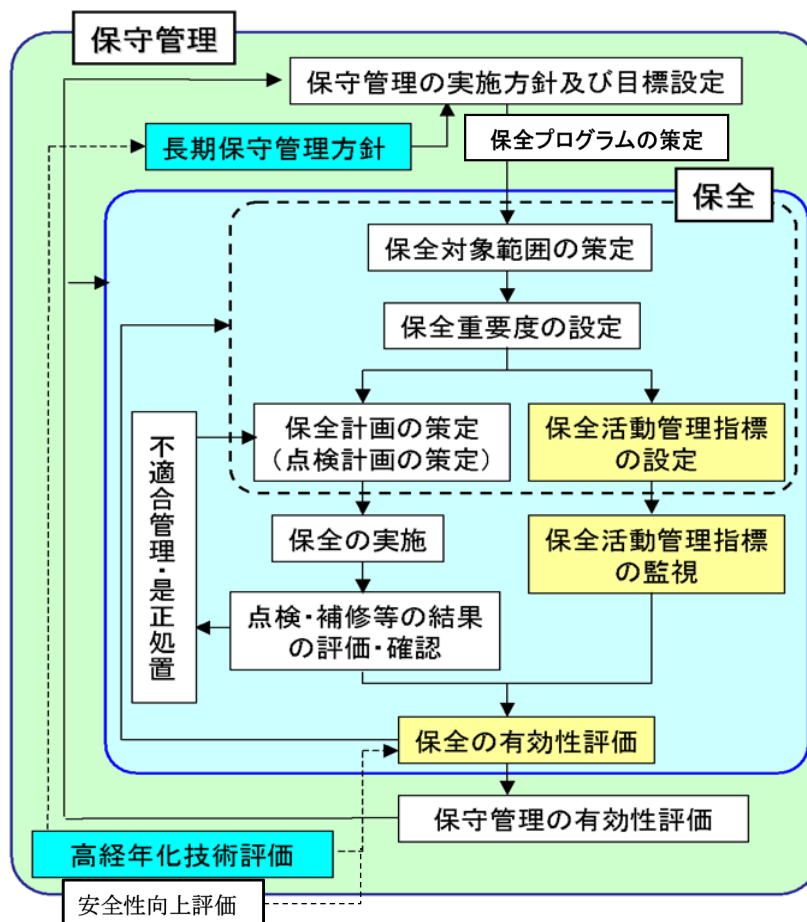 保守管理
保守管理の実施方針及び目標設定
長期保守管理方針
保全プログラムの策定
保全
保全対象範囲の策定
保全重要度の設定
保全計画の策定
（点検計画の策定）
保全活動管理指標
の設定
不適合管理・是正処置
保全の実施
保全活動管理指標
の監視
点検・補修等の結果
の評価・確認
保全の有効性評価
保守管理の有効性評価
高経年化技術評価
安全性向上評価